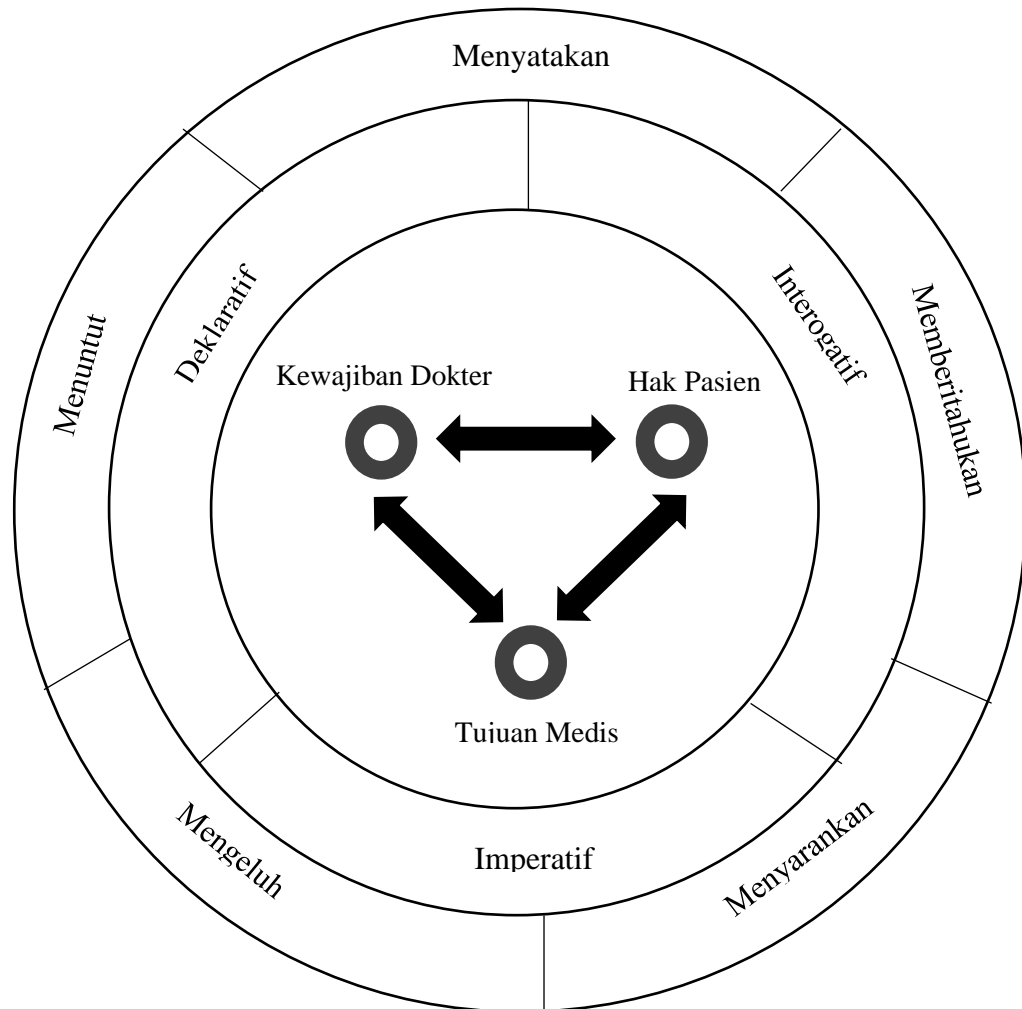 Menyatakan
Menuntut
Memberitahukan
Deklaratif
Interogatif
Kewajiban Dokter
Hak Pasien
Tujuan Medis
Imperatif
Mengeluh
Menyarankan